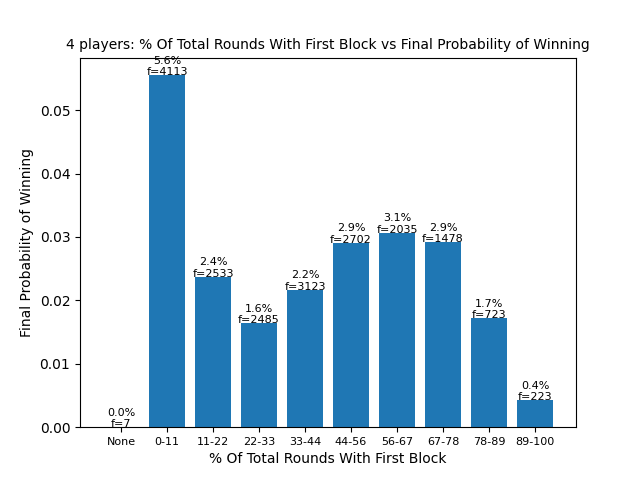 4 players: % Of Total Rounds With First Block vs Final Probability of Winning
5.6%
f=4113
2.4%
f=2533
1.6%
f=2485
2.2%
f=3123
2.9%
f=2702
3.1%
f=2035
2.9%
f=1478
1.7%
f=723
0.4%
f=223
0.0%
f=7
0.05
0.04
0.03
0.02
0.01
0.00
Final Probability of Winning
None 0-11 11-22 22-33 33-44 44-56 56-67 67-78 78-89 89-100
% Of Total Rounds With First Block